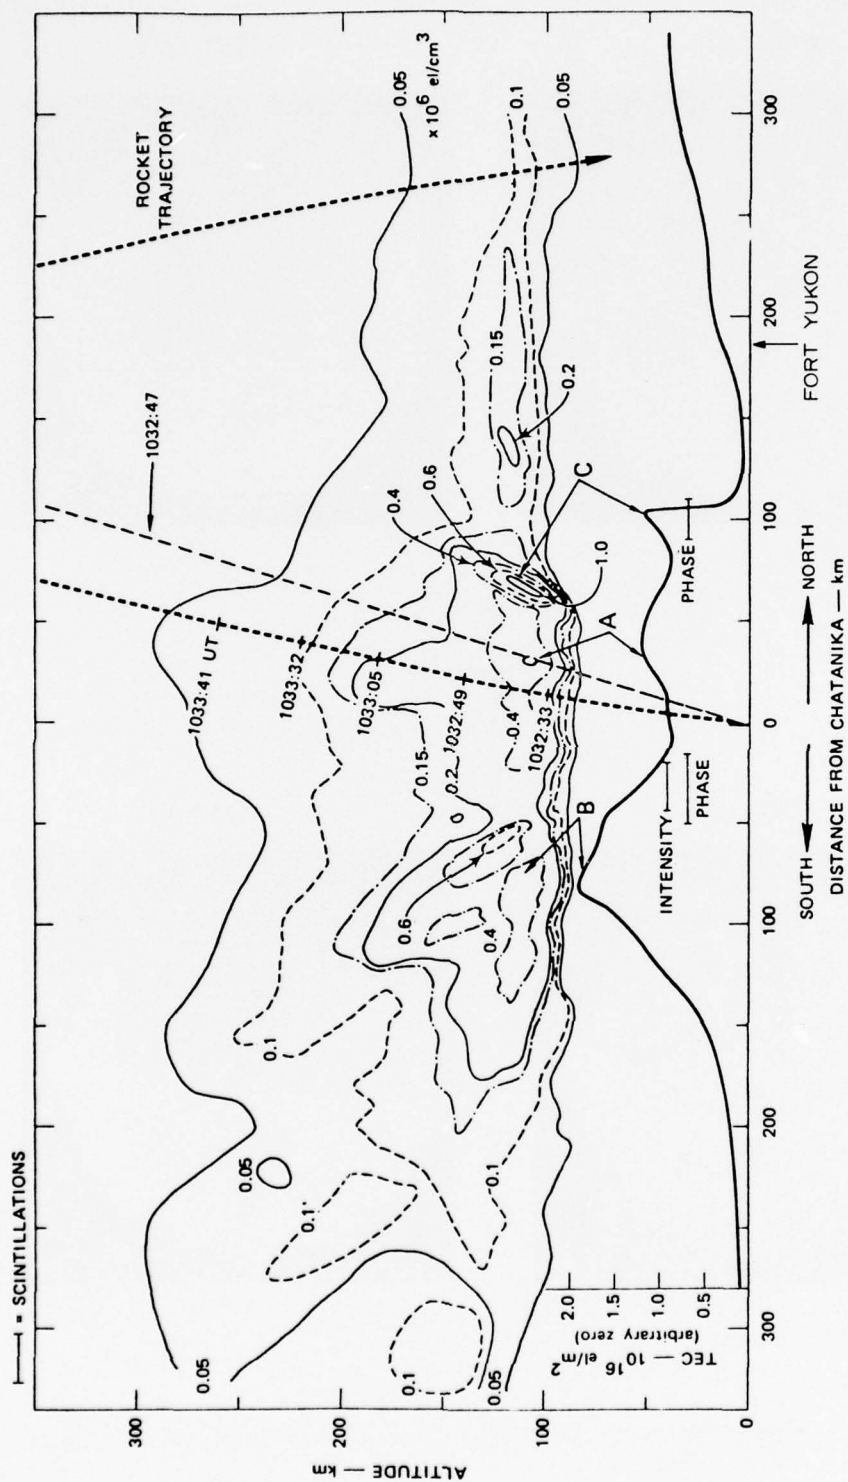 ⊢—⊣ = SCINTILLATIONS
ROCKET
TRAJECTORY
1032:47
0.05
x 10⁶ el/cm³
0.1
0.05
0.15
0.2
0.4
0.6
C
1.0
A
1033:41 UT
1033:32
1033:05
1032:49
1032:33
0.15
0.2
0.4
C
B
0.6
0.4
0.1
0.05
0.1
0.1
0.05
0.1
0.05
ALTITUDE — km
300
200
100
0
TEC — 10¹⁶ el/m²
(arbitrary zero)
2.0
1.5
1.0
0.5
INTENSITY
PHASE
PHASE
300
200
100
0
100
200
300
SOUTH
NORTH
FORT YUKON
DISTANCE FROM CHATANIKA — km